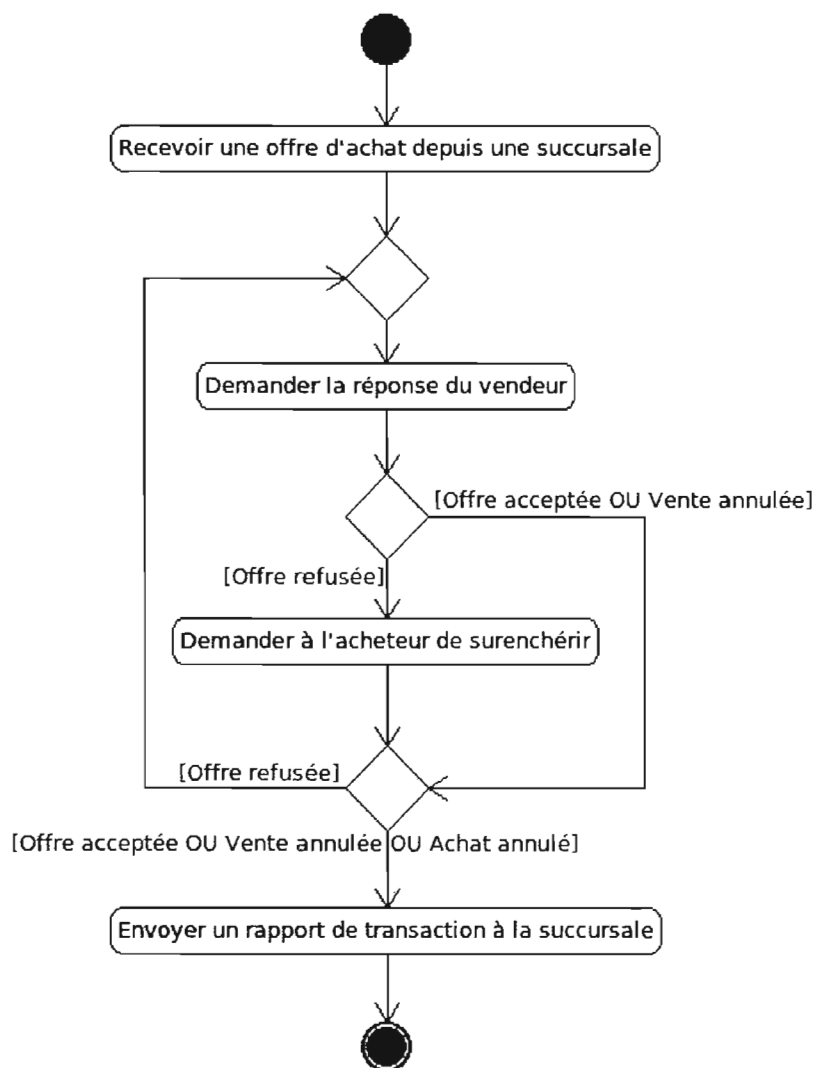 Recevoir une offre d'achat depuis une succursale
Demander la réponse du vendeur
[Offre acceptée OU Vente annulée]
[Offre refusée]
Demander à l'acheteur de surenchérir
[Offre refusée]
[Offre acceptée OU Vente annulée OU Achat annulé]
Envoyer un rapport de transaction à la succursale